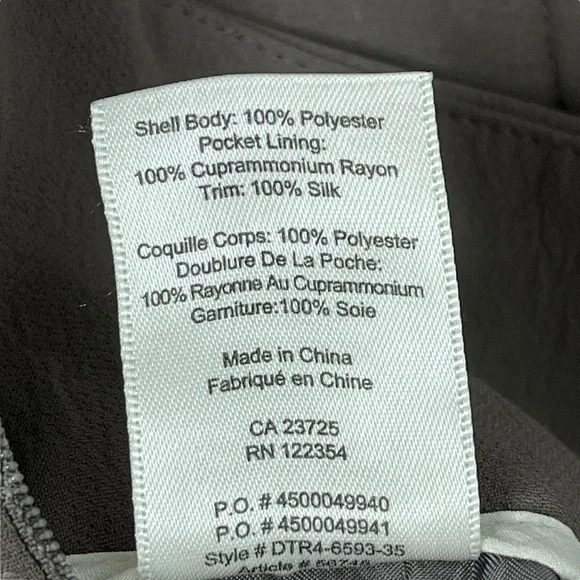 Shell Body: 100% Polyester
Pocket Lining:
100% Cuprammonium Rayon
Trim: 100% Silk
Coquille Corps: 100% Polyester
Doublure De La Poche:
100% Rayonne Au Cuprammonium
Garniture:100% Soie
Made in China
Fabriqué en Chine
CA 23725
RN 122354
P.O. # 4500049940
P.O. # 4500049941
Style # DTR4-6593-35
Article #